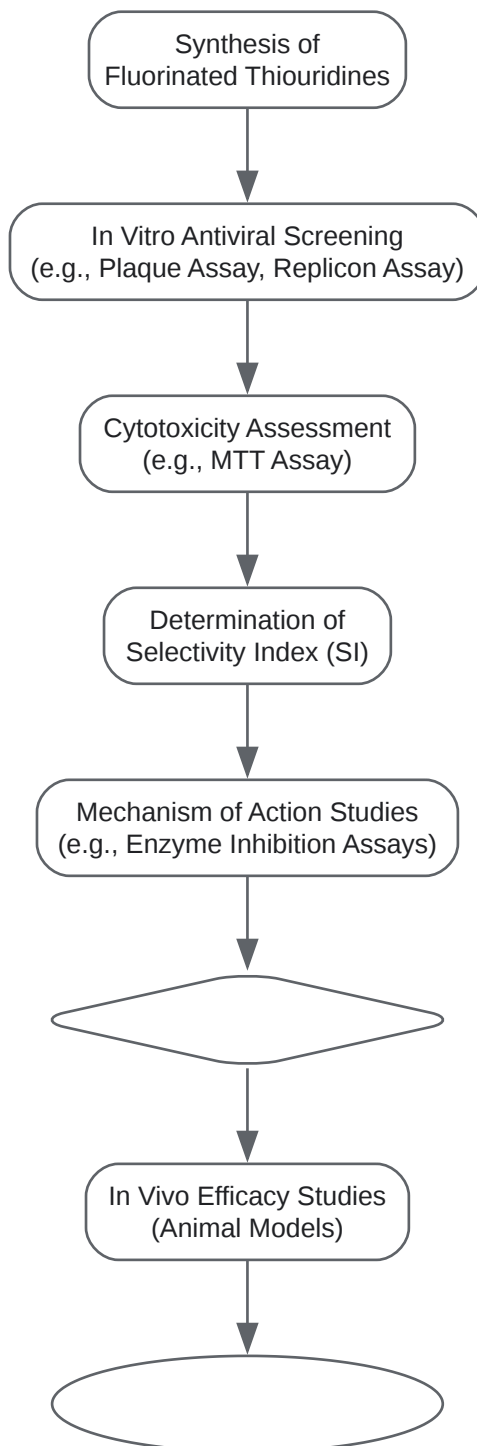 Synthesis of
Fluorinated Thiouridines
In Vitro Antiviral Screening
(e.g., Plaque Assay, Replicon Assay)
Cytotoxicity Assessment
(e.g., MTT Assay)
Determination of
Selectivity Index (SI)
Mechanism of Action Studies
(e.g., Enzyme Inhibition Assays)
In Vivo Efficacy Studies
(Animal Models)